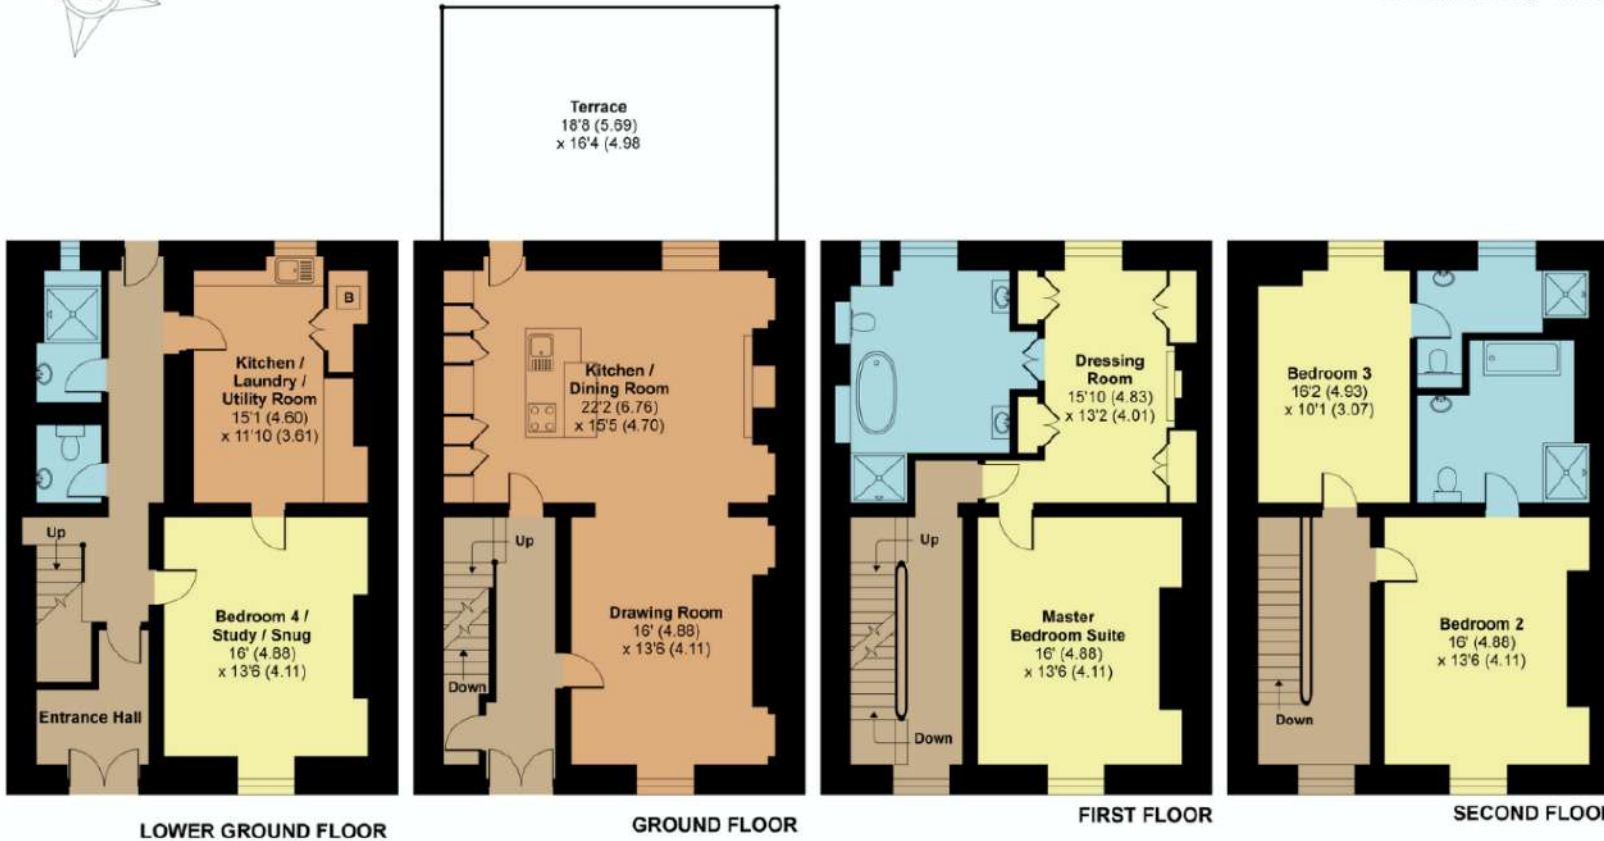 Terrace
18'8 (5.69)
x 16'4 (4.98
B
Kitchen /
Laundry /
Utility Room
15'1 (4.60)
x 11'10 (3.61)
Up
Bedroom 4 /
Study / Snug
16' (4.88)
x 13'6 (4.11)
Entrance Hall
LOWER GROUND FLOOR
Kitchen /
Dining Room
22'2 (6.76)
x 15'5 (4.70)
Up
Down
Drawing Room
16' (4.88)
x 13'6 (4.11)
GROUND FLOOR
Dressing
Room
15'10 (4.83)
x 13'2 (4.01)
Up
Down
Master
Bedroom Suite
16' (4.88)
x 13'6 (4.11)
FIRST FLOOR
Bedroom 3
16'2 (4.93)
x 10'1 (3.07)
Bedroom 2
16' (4.88)
x 13'6 (4.11)
Down
SECOND FLOOR